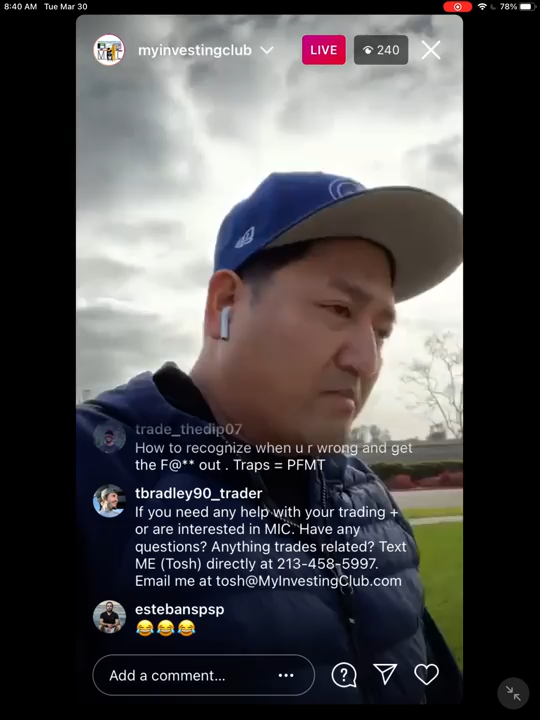 8:40 AM Tue Mar 30
78%
myinvestingclub
LIVE
240
trade_thedip07
How to recognize when u r wrong and get
the F@** out . Traps = PFMT
tbradley90_trader
If you need any help with your trading +
or are interested in MIC. Have any
questions? Anything trades related? Text
ME (Tosh) directly at 213-458-5997.
Email me at tosh@MyInvestingClub.com
estebanspsp
😂😂😂
Add a comment...